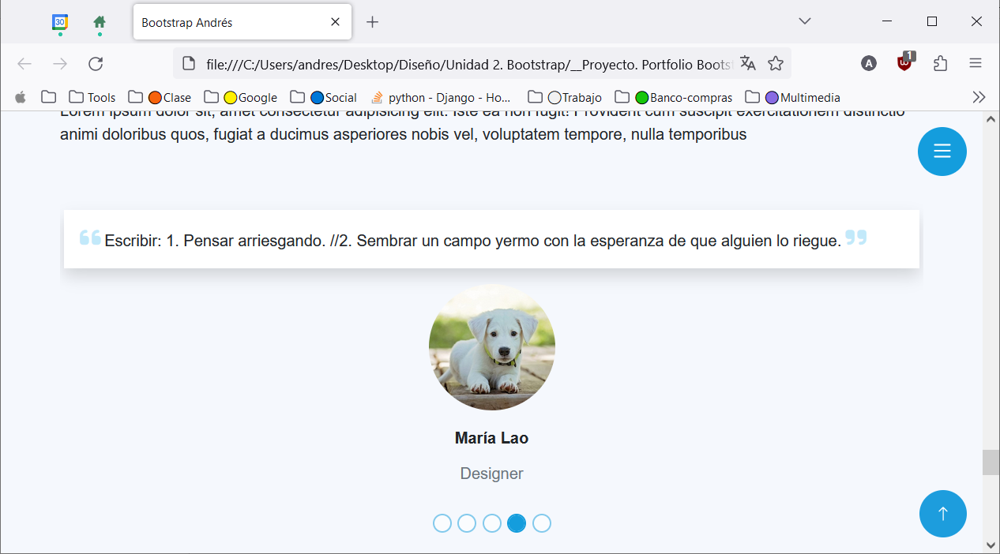 30
Bootstrap Andrés
file:///C:/Users/andres/Desktop/Diseño/Unidad 2. Bootstrap/__Proyecto. Portfolio Boots
A
1
Tools
Clase
Google
Social
python - Django - Ho...
Trabajo
Banco-compras
Multimedia
Lorem ipsum dolor sit, amet consectetur adipisicing elit. Iste ea non fugit! Provident cum suscipit exercitationem distinctio
animi doloribus quos, fugiat a ducimus asperiores nobis vel, voluptatem tempore, nulla temporibus
“ Escribir: 1. Pensar arriesgando. //2. Sembrar un campo yermo con la esperanza de que alguien lo riegue. ”
María Lao
Designer